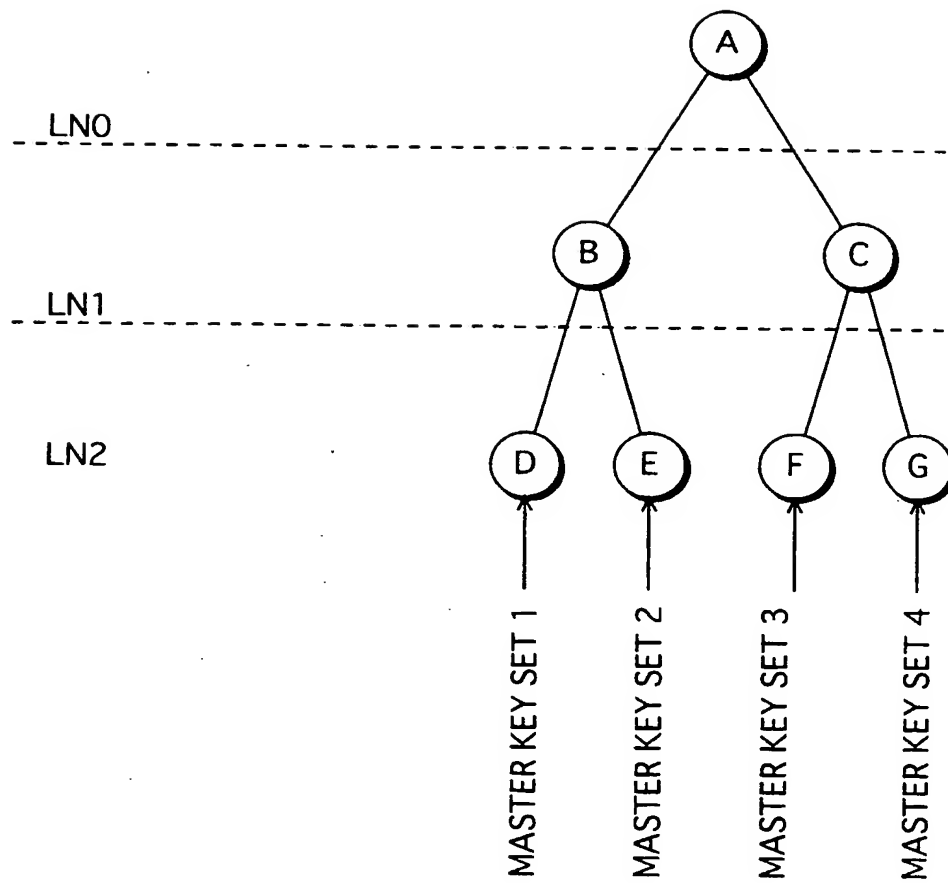 A
LN0
B
C
LN1
LN2
D
E
F
G
MASTER KEY SET 1
MASTER KEY SET 2
MASTER KEY SET 3
MASTER KEY SET 4